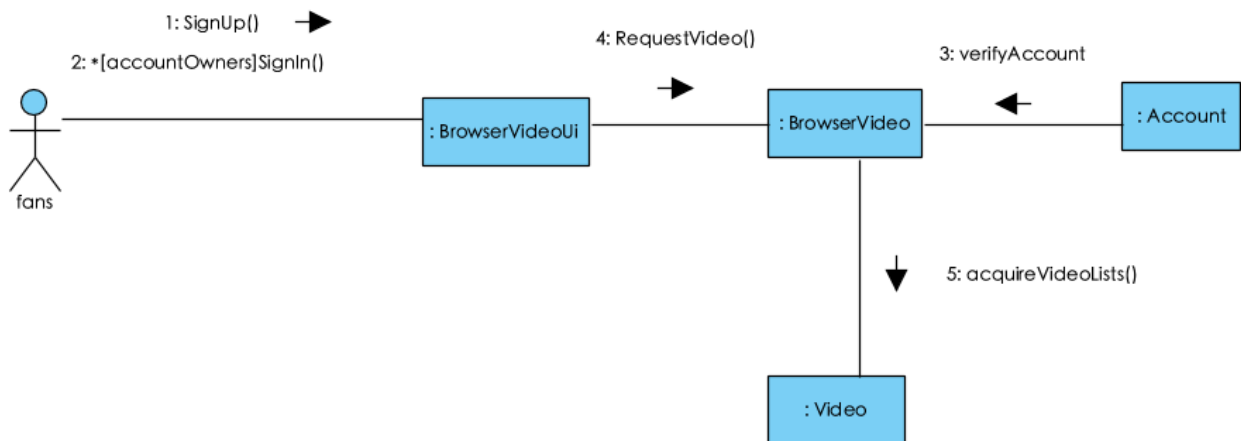 1: SignUp()
2: *[accountOwners]SignIn()
4: RequestVideo()
3: verifyAccount
: BrowserVideoUi
: BrowserVideo
: Account
fans
5: acquireVideoLists()
: Video